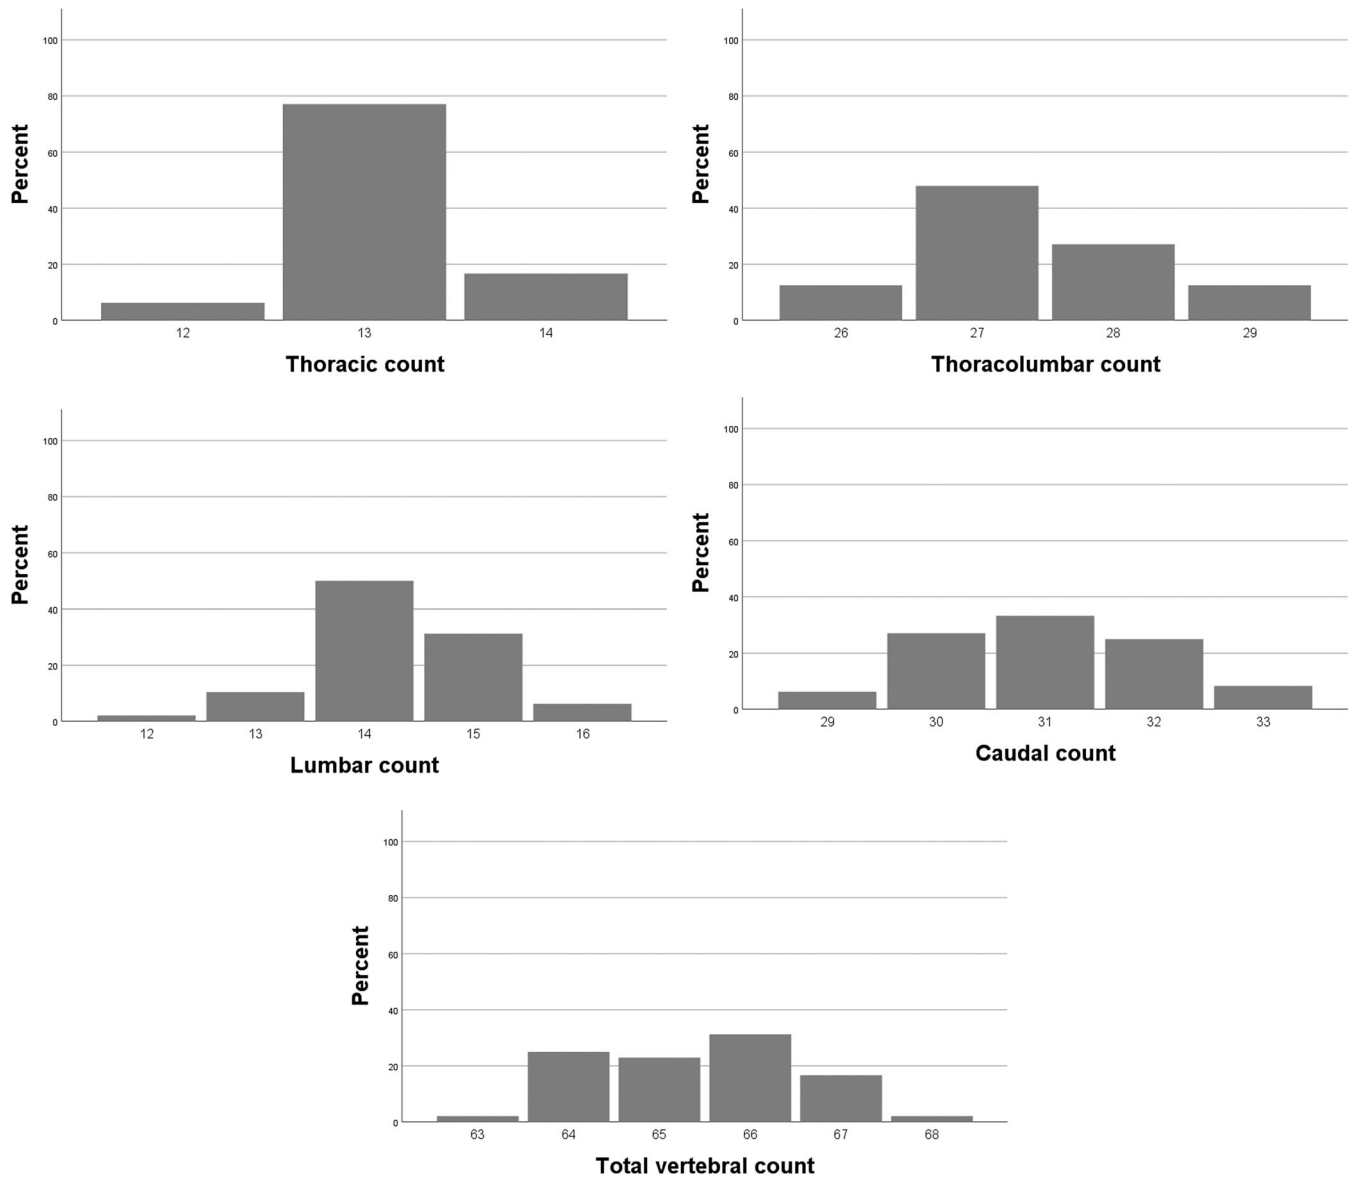 100
80
60
40
20
0
Percent
12 13 14
Thoracic count
100
80
60
40
20
0
Percent
26 27 28 29
Thoracolumbar count
100
80
60
40
20
0
Percent
12 13 14 15 16
Lumbar count
100
80
60
40
20
0
Percent
29 30 31 32 33
Caudal count
100
80
60
40
20
0
Percent
63 64 65 66 67 68
Total vertebral count